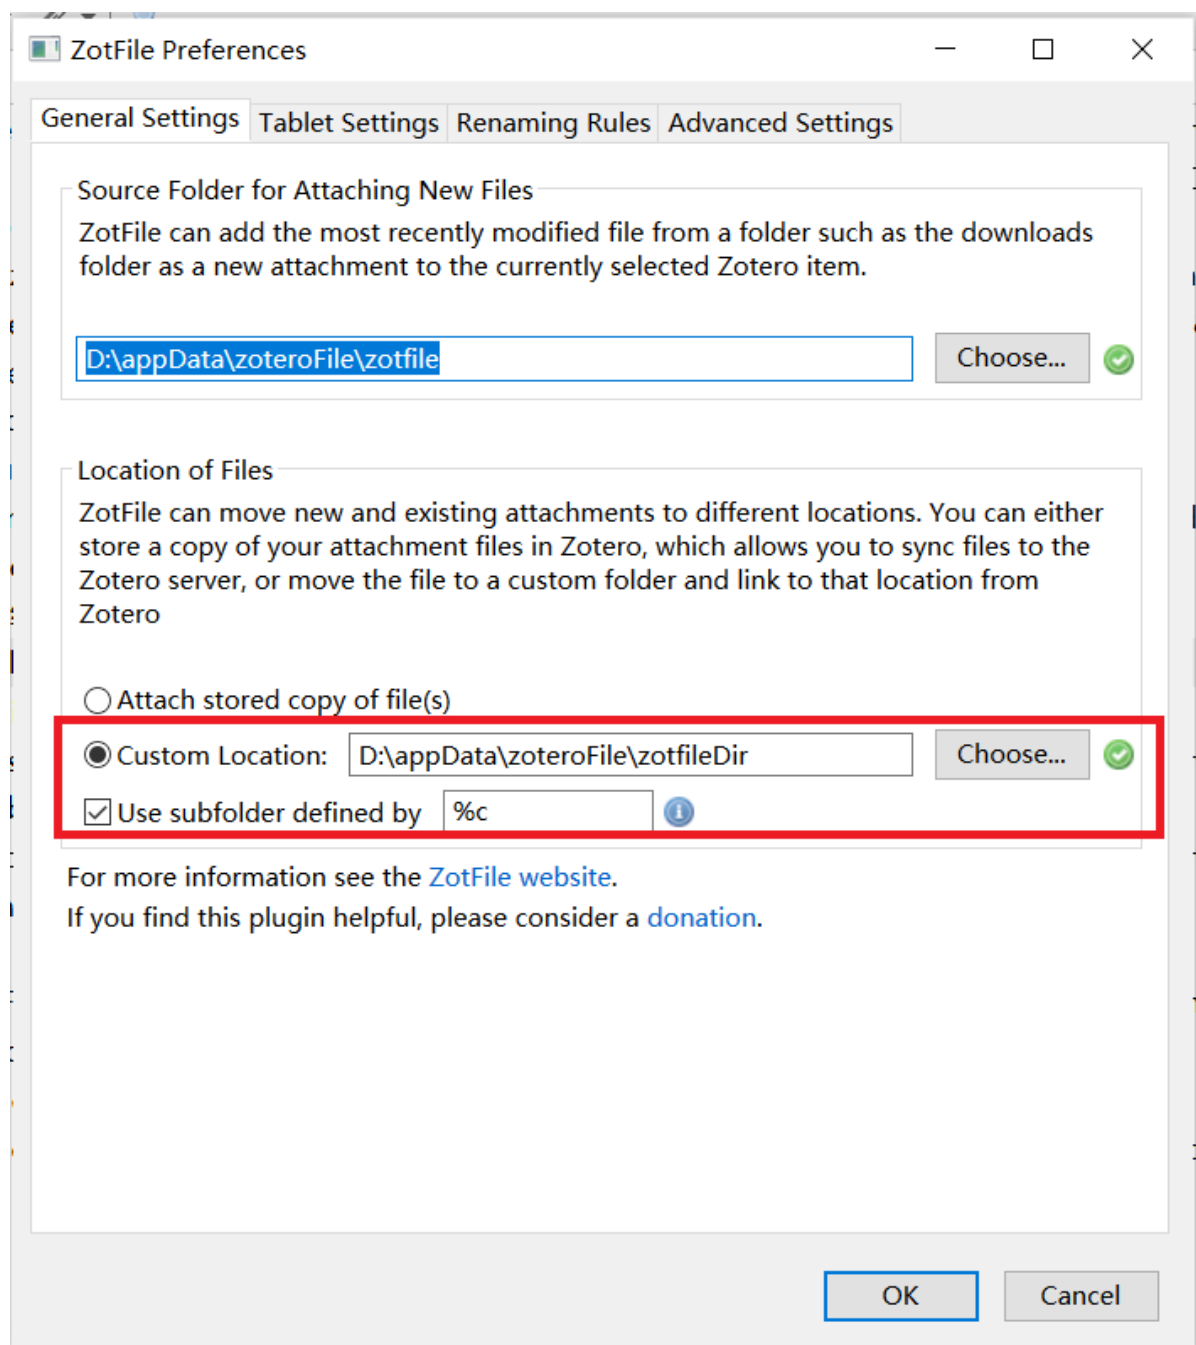 ZotFile Preferences
General Settings Tablet Settings Renaming Rules Advanced Settings
Source Folder for Attaching New Files
ZotFile can add the most recently modified file from a folder such as the downloads
folder as a new attachment to the currently selected Zotero item.
D:\appData\zoteroFile\zotfile Choose...
Location of Files
ZotFile can move new and existing attachments to different locations. You can either
store a copy of your attachment files in Zotero, which allows you to sync files to the
Zotero server, or move the file to a custom folder and link to that location from
Zotero
Attach stored copy of file(s)
Custom Location: D:\appData\zoteroFile\zotfileDir Choose...
Use subfolder defined by %c
For more information see the ZotFile website.
If you find this plugin helpful, please consider a donation.
OK Cancel